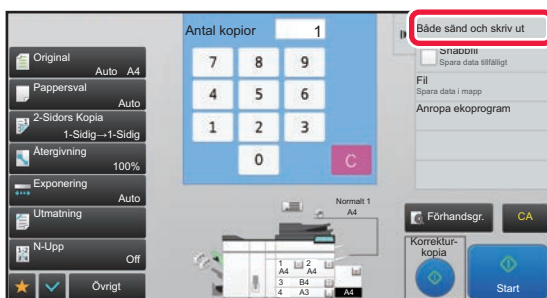 Original
Auto A4
Pappersval
Auto
2-Sidors Kopia
1-Sidig→1-Sidig
Återgivning
100%
Exponering
Auto
Utmatning
N-Upp
Off
Övrigt
Antal kopior 1
7 8 9
4 5 6
1 2 3
0 C
Normalt 1
A4
1 A4 2 A4
3 B4
4 A3 A4
Både sänd och skriv ut
Snabbfil
Spara data tillfälligt
Fil
Spara data i mapp
Anropa ekoprogram
Förhandsgr. CA
Korrektur-
kopia
Start